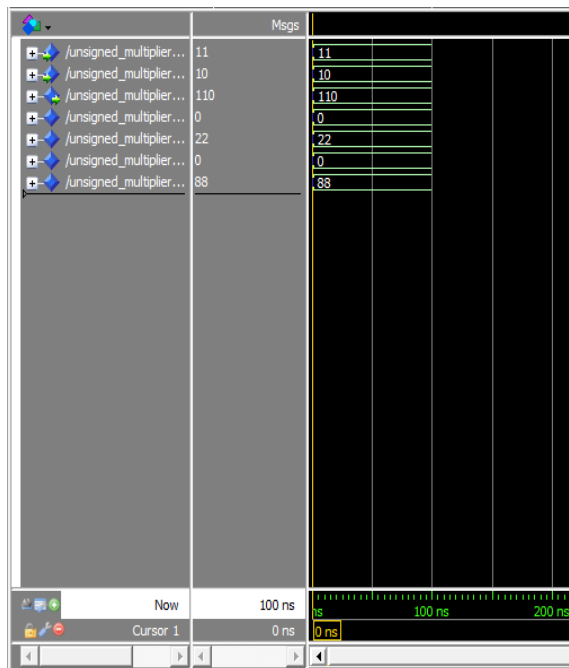 Msgs
/unsigned_multiplier... 11 11
/unsigned_multiplier... 10 10
/unsigned_multiplier... 110 110
/unsigned_multiplier... 0 0
/unsigned_multiplier... 22 22
/unsigned_multiplier... 0 0
/unsigned_multiplier... 88 88
Now 100 ns ns 100 ns 200 ns
Cursor 1 0 ns 0 ns